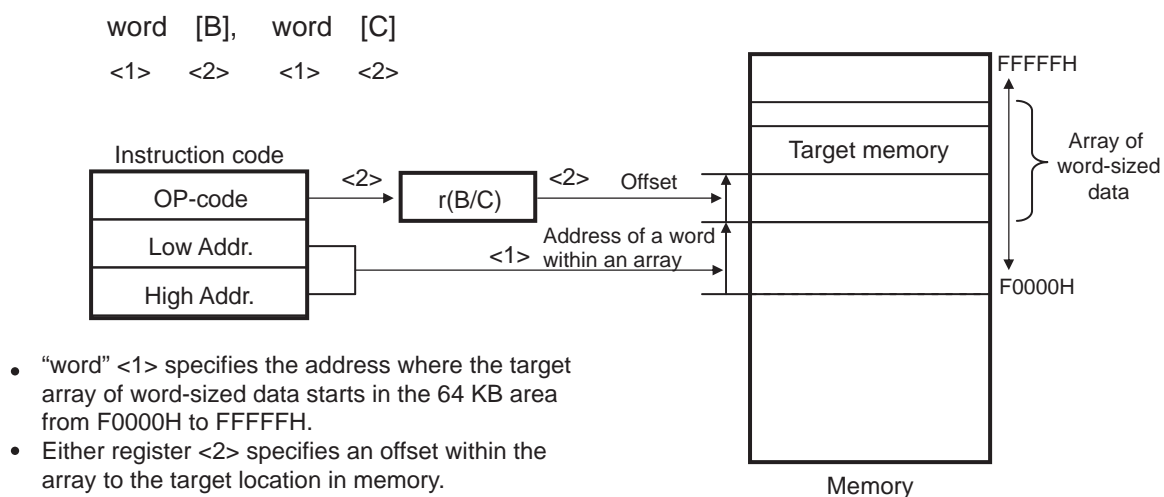 word [B], word [C]
<1> <2> <1> <2>
FFFFFH
Array of
word-sized
data
Target memory
Instruction code
OP-code
<2>
r(B/C)
<2>
Offset
Low Addr.
Address of a word
<1>
within an array
High Addr.
F0000H
Memory
• “word” <1> specifies the address where the target
array of word-sized data starts in the 64 KB area
from F0000H to FFFFFH.
• Either register <2> specifies an offset within the
array to the target location in memory.